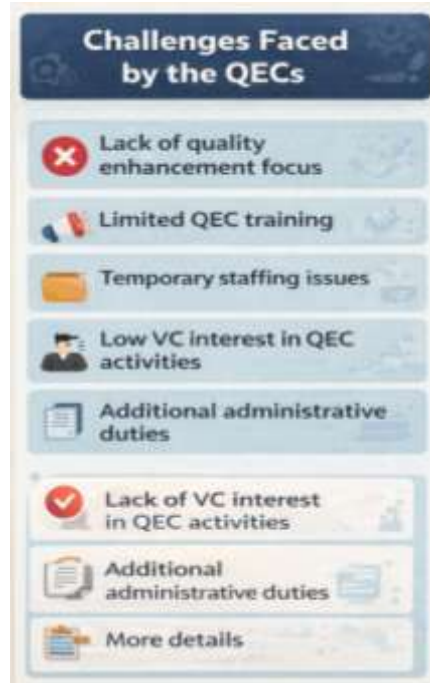 Challenges Faced
by the QECs
Lack of quality
enhancement focus
Limited QEC training
Temporary staffing issues
Low VC interest in QEC
activities
Additional administrative
duties
Lack of VC interest
in QEC activities
Additional
administrative duties
More details